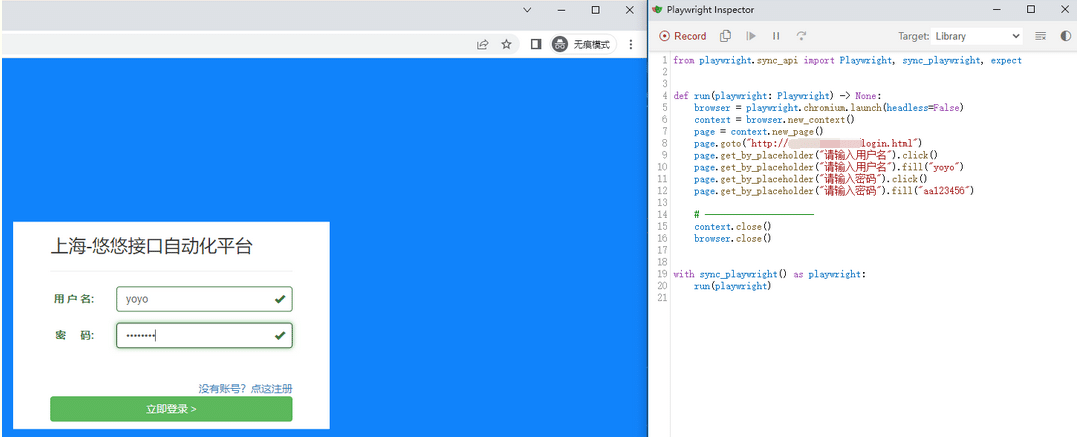 无痕模式
上海-悠悠接口自动化平台
用 户 名:
yoyo
密 码:
••••••••
没有账号? 点这注册
立即登录 >
Playwright Inspector
Record
Target: Library
1 from playwright.sync_api import Playwright, sync_playwright, expect
2
3
4 def run(playwright: Playwright) -> None:
5     browser = playwright.chromium.launch(headless=False)
6     context = browser.new_context()
7     page = context.new_page()
8     page.goto("http://login.html")
9     page.get_by_placeholder("请输入用户名").click()
10     page.get_by_placeholder("请输入用户名").fill("yoyo")
11     page.get_by_placeholder("请输入密码").click()
12     page.get_by_placeholder("请输入密码").fill("aa123456")
13
14     # ---------------------
15     context.close()
16     browser.close()
17
18
19 with sync_playwright() as playwright:
20     run(playwright)
21